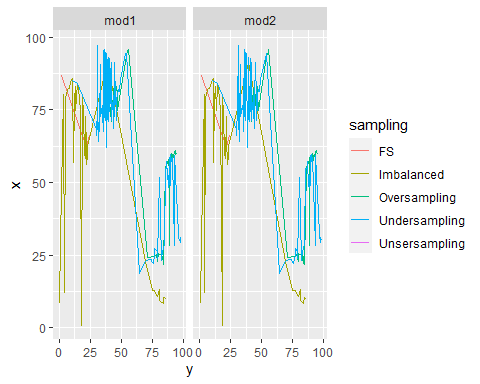 mod1 mod2
100
75
50
25
0
x
0 25 50 75 100 0 25 50 75 100
y
sampling
FS
Imbalanced
Oversampling
Undersampling
Unsersampling